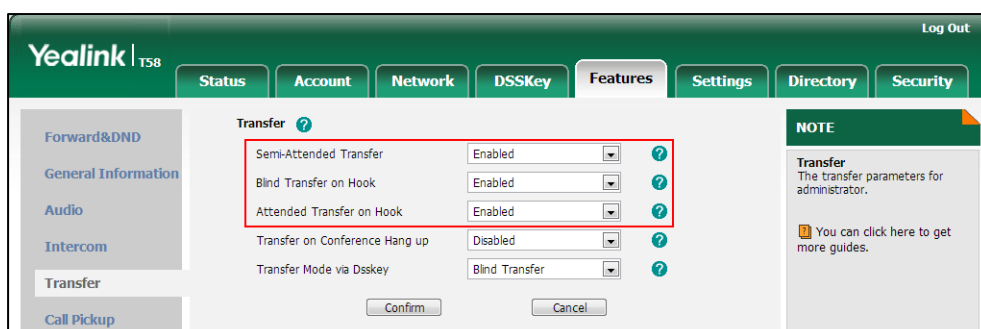 Log Out
Yealink T58
Status Account Network DSSKey Features Settings Directory Security
Forward&DND
General Information
Audio
Intercom
Transfer
Call Pickup
Transfer ?
Semi-Attended Transfer Enabled ?
Blind Transfer on Hook Enabled ?
Attended Transfer on Hook Enabled ?
Transfer on Conference Hang up Disabled ?
Transfer Mode via Dsskey Blind Transfer ?
Confirm Cancel
NOTE
Transfer
The transfer parameters for
administrator.
? You can click here to get
more guides.